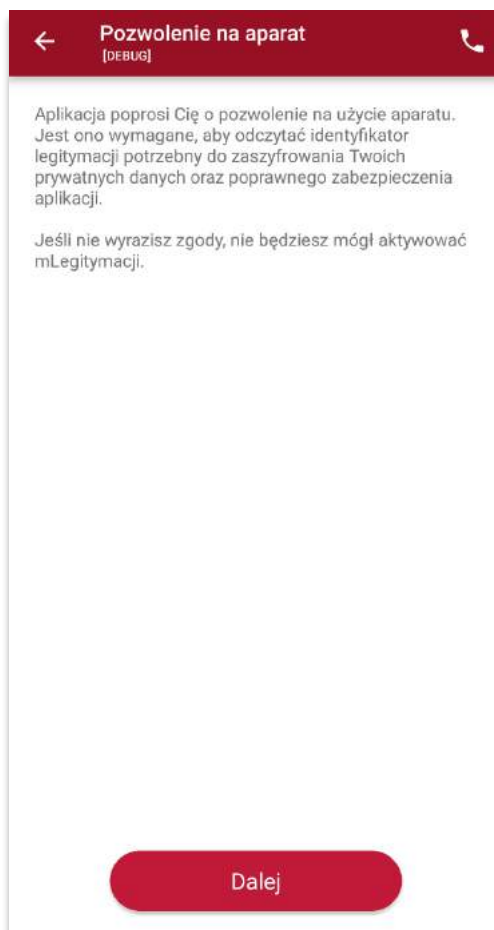 Pozwolenie na aparat
[DEBUG]
Aplikacja poprosi Cię o pozwolenie na użycie aparatu.
Jest ono wymagane, aby odczytać identyfikator
legitymacji potrzebny do zaszyfrowania Twoich
prywatnych danych oraz poprawnego zabezpieczenia
aplikacji.
Jeśli nie wyrazisz zgody, nie będziesz mógł aktywować
mLegitymacji.
Dalej